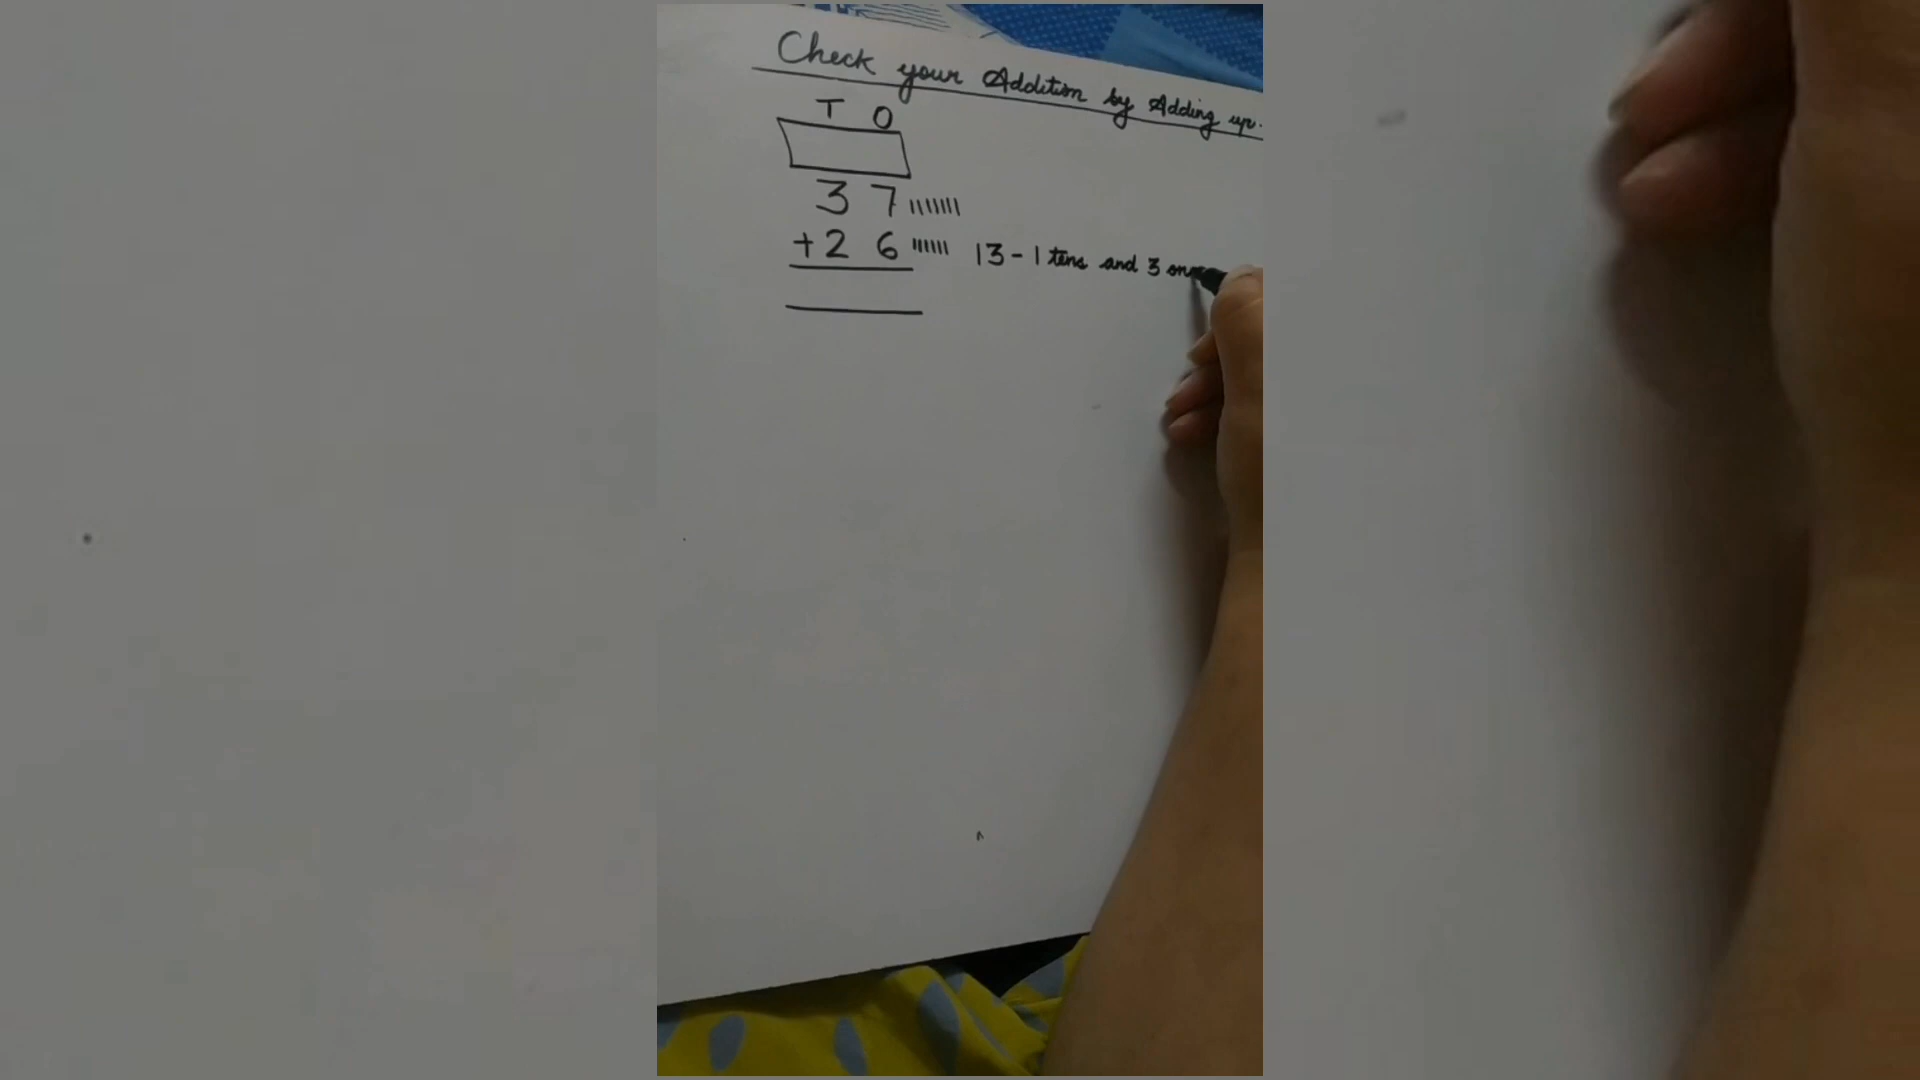 Check your Addition by Adding up.
T O
3 7
+ 2 6 13 - 1 tens and 3